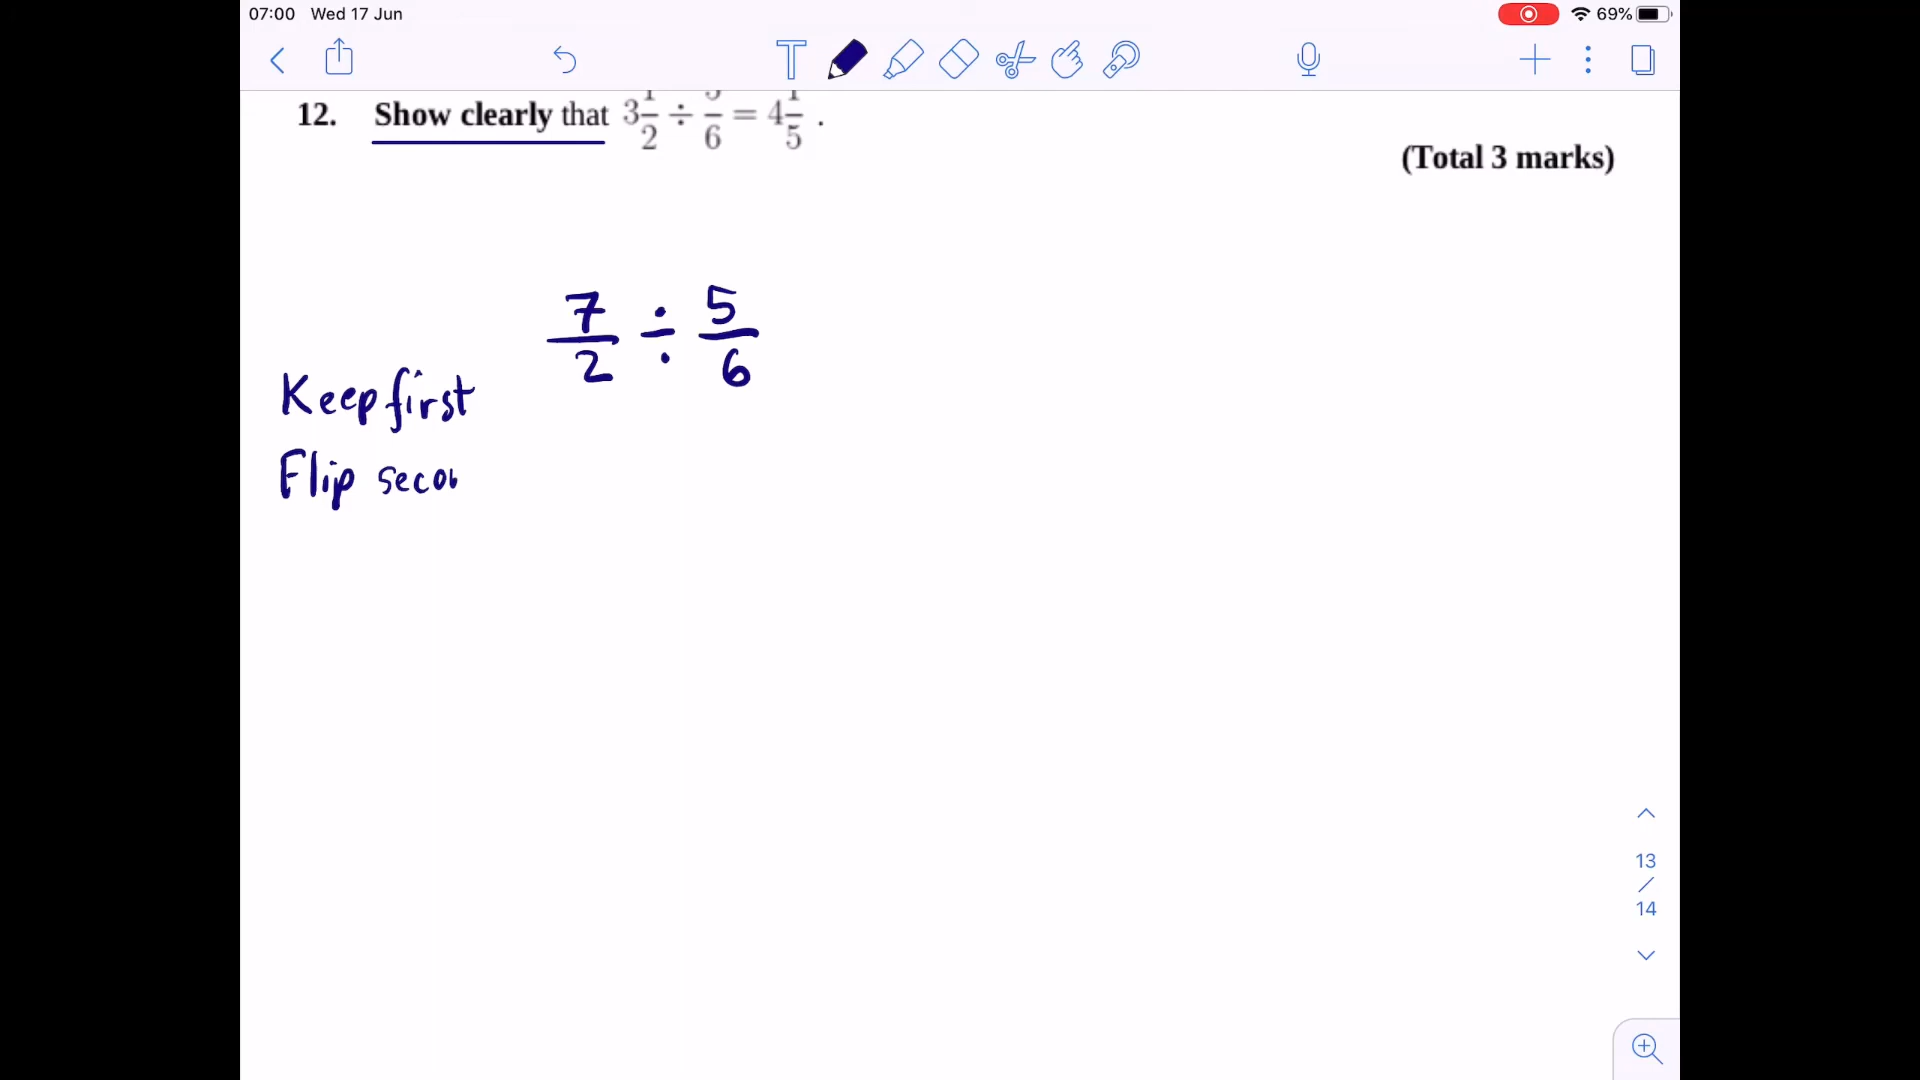 07:00 Wed 17 Jun 69%
T
12. Show clearly that 3 1/2 ÷ 5/6 = 4 1/5 .
(Total 3 marks)
7/2 ÷ 5/6
Keep first
Flip secon
13
/
14